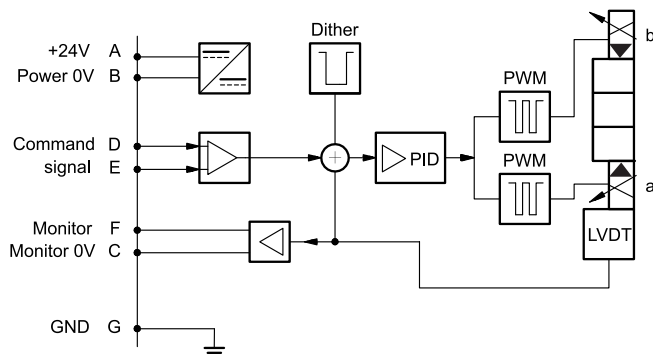 +24V A
Power 0V B
Dither
b
PWM
Command D
signal E
PID
PWM
a
Monitor F
Monitor 0V C
LVDT
GND G